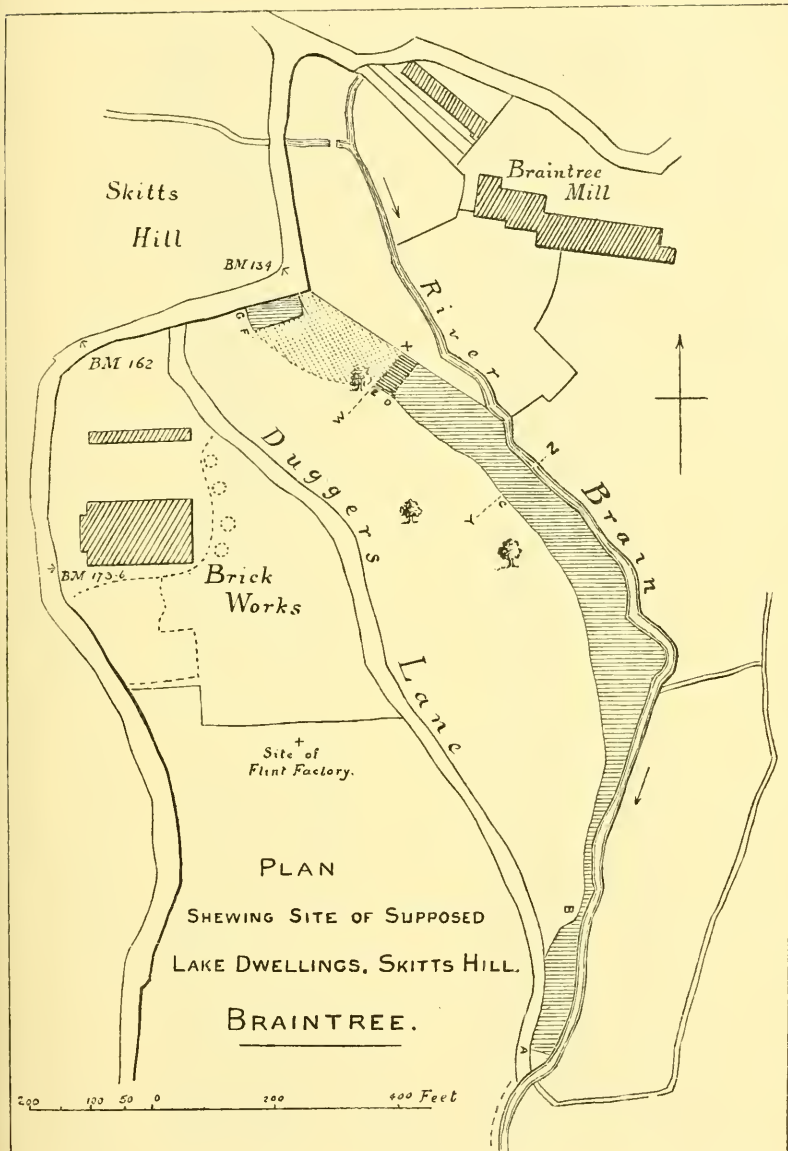 Skitts
Hill
Braintree
Mill
BM 134
BM 162
River
Brain
G
F
X
W
E
D
N
Y
C
Duggers
Lane
BM 173·6
Brick
Works
+
Site of
Flint Factory.
B
A
PLAN
SHEWING SITE OF SUPPOSED
LAKE DWELLINGS, SKITTS HILL.
BRAINTREE.
200 100 50 0 200 400 Feet